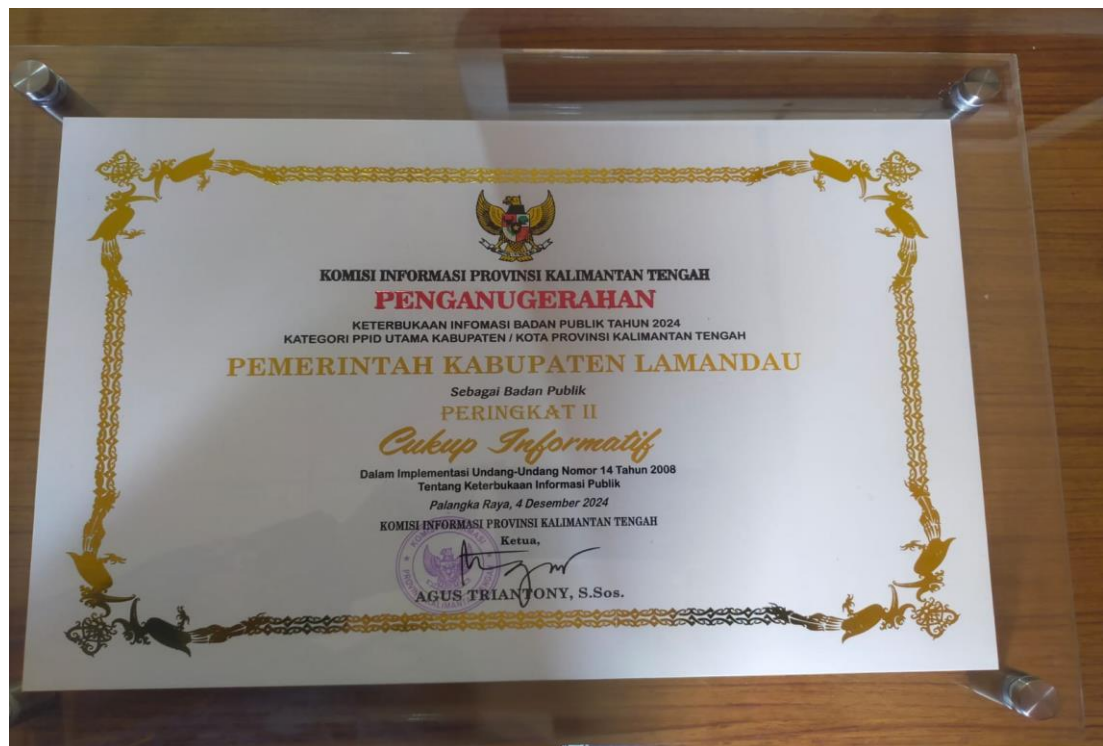 KOMISI INFORMASI PROVINSI KALIMANTAN TENGAH
PENGANUGERAHAN
KETERBUKAAN INFOMASI BADAN PUBLIK TAHUN 2024
KATEGORI PPID UTAMA KABUPATEN / KOTA PROVINSI KALIMANTAN TENGAH
PEMERINTAH KABUPATEN LAMANDAU
Sebagai Badan Publik
PERINGKAT II
Cukup Informatif
Dalam Implementasi Undang-Undang Nomor 14 Tahun 2008
Tentang Keterbukaan Informasi Publik
Palangka Raya, 4 Desember 2024
KOMISI INFORMASI PROVINSI KALIMANTAN TENGAH
Ketua,
AGUS TRIANTONY, S.Sos.